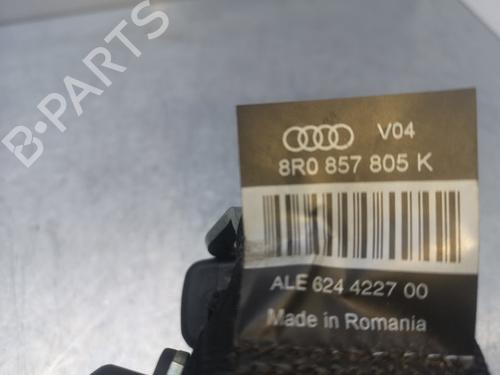 B-PARTS
V04
8R0 857 805 K
ALE 624 4227 00
Made in Romania